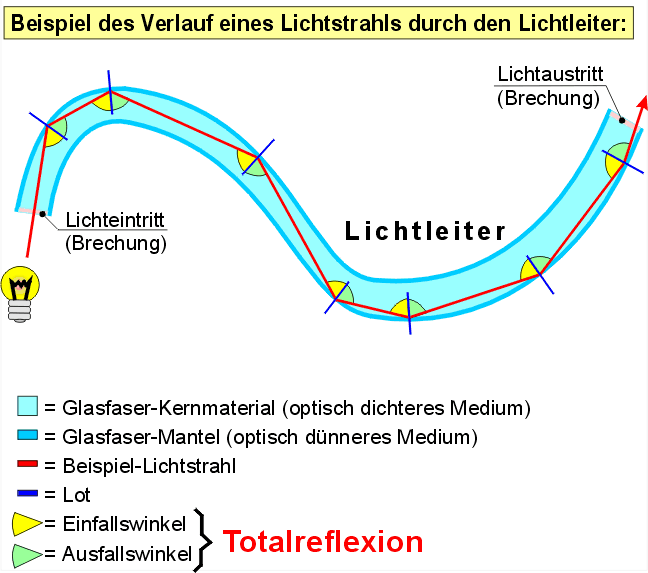 Beispiel des Verlauf eines Lichtstrahls durch den Lichtleiter:
Lichtaustritt
(Brechung)
Lichteintritt
(Brechung)
Lichtleiter
= Glasfaser-Kernmaterial (optisch dichteres Medium)
= Glasfaser-Mantel (optisch dünneres Medium)
= Beispiel-Lichtstrahl
= Lot
= Einfallswinkel
= Ausfallswinkel
Totalreflexion